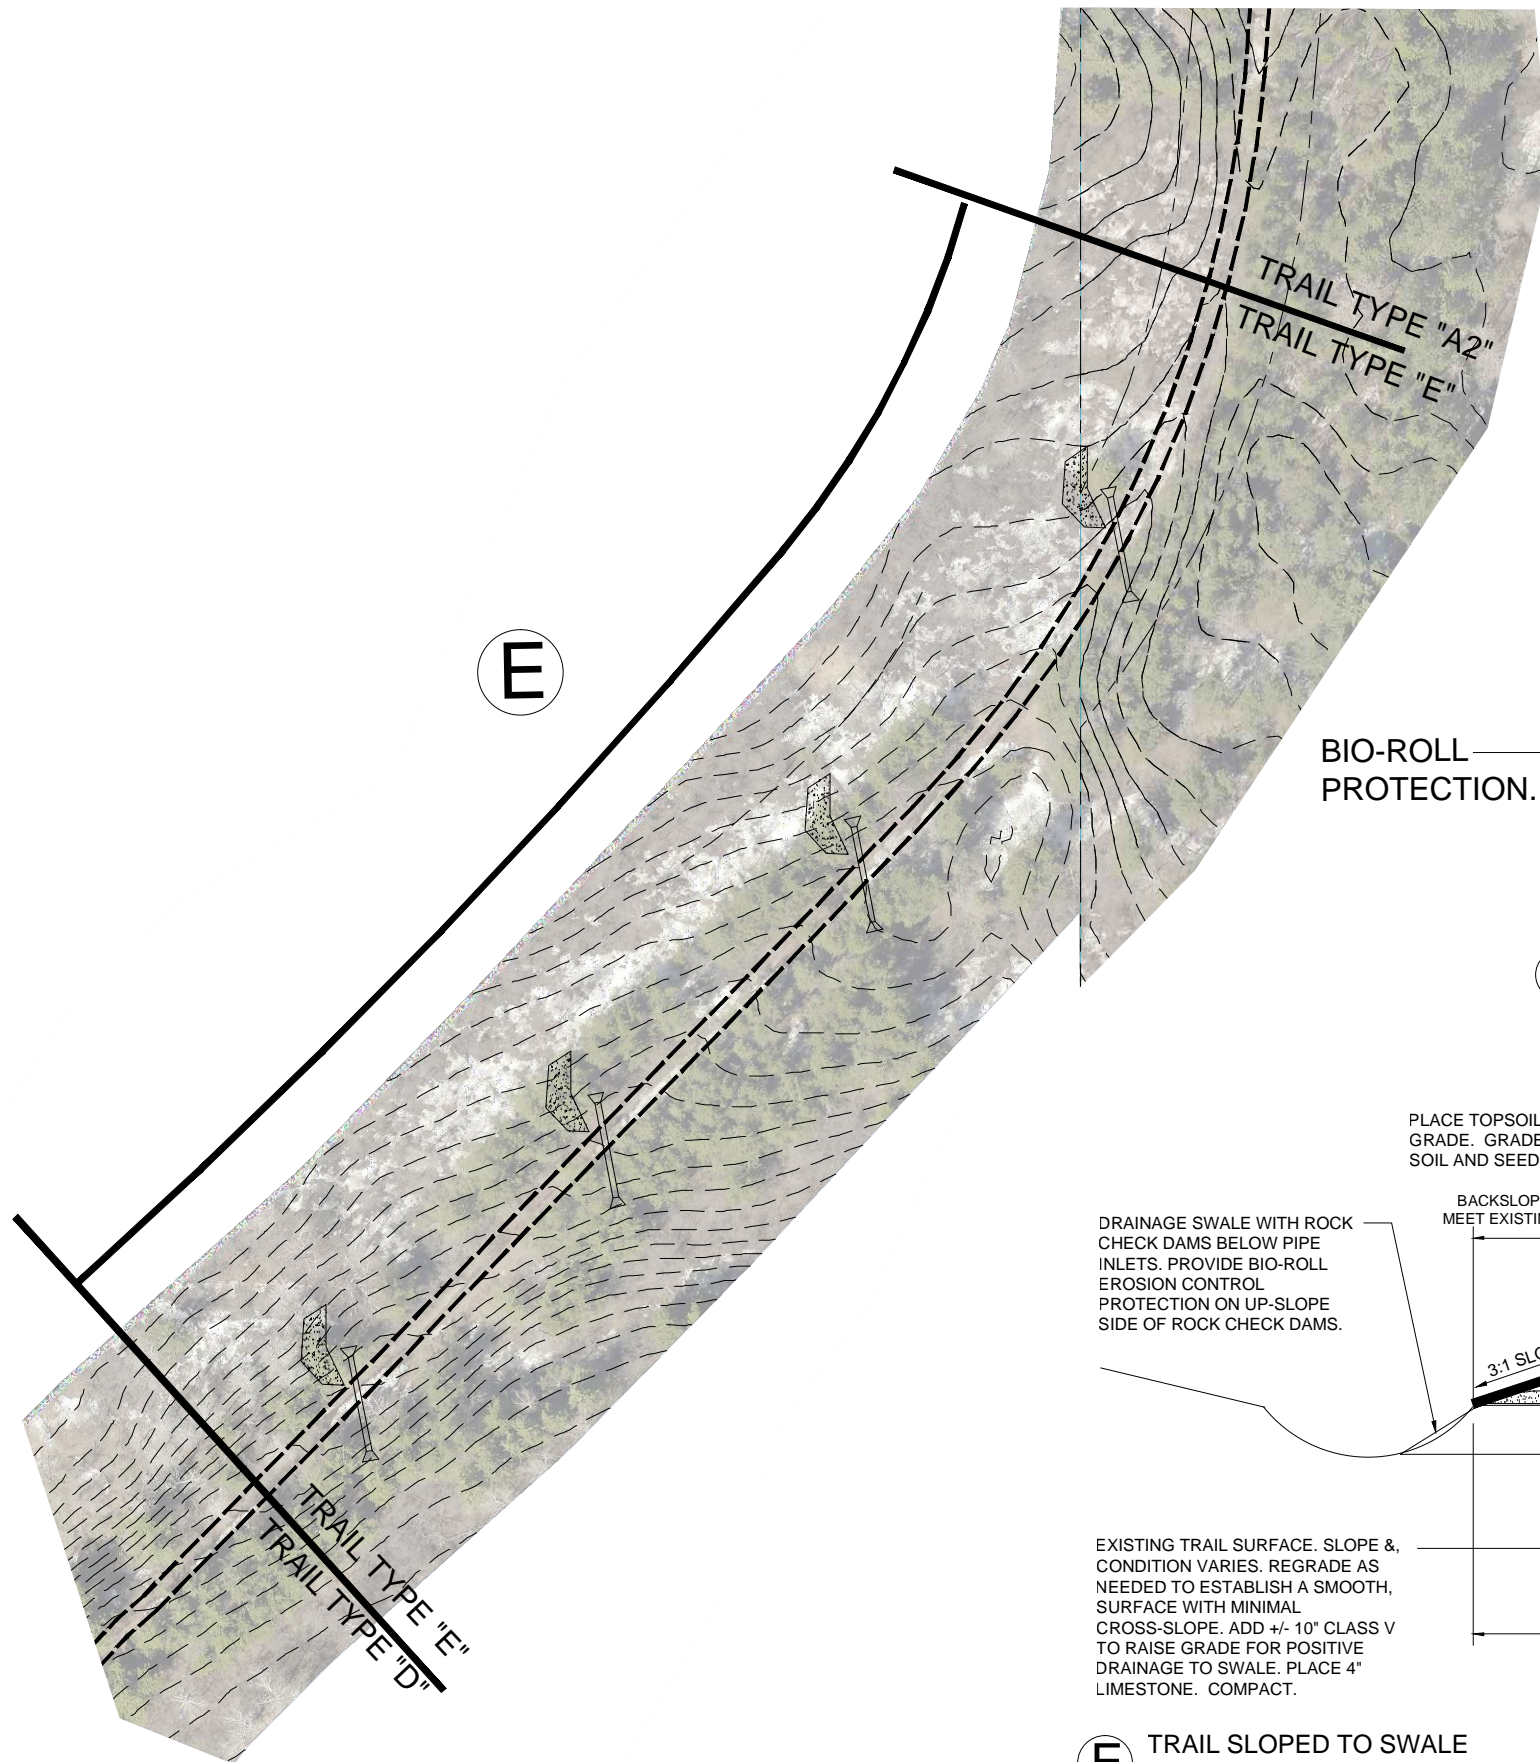 TRAIL TYPE "A2"
TRAIL TYPE "E"
E
BIO-ROLL
PROTECTION.
PLACE TOPSOIL
GRADE. GRADE
SOIL AND SEED
BACKSLOP
MEET EXISTIN
DRAINAGE SWALE WITH ROCK
CHECK DAMS BELOW PIPE
INLETS. PROVIDE BIO-ROLL
EROSION CONTROL
PROTECTION ON UP-SLOPE
SIDE OF ROCK CHECK DAMS.
3:1 SLO
TRAIL TYPE "E"
TRAIL TYPE "D"
EXISTING TRAIL SURFACE. SLOPE &,
CONDITION VARIES. REGRADE AS
NEEDED TO ESTABLISH A SMOOTH,
SURFACE WITH MINIMAL
CROSS-SLOPE. ADD +/- 10" CLASS V
TO RAISE GRADE FOR POSITIVE
DRAINAGE TO SWALE. PLACE 4"
LIMESTONE. COMPACT.
E TRAIL SLOPED TO SWALE